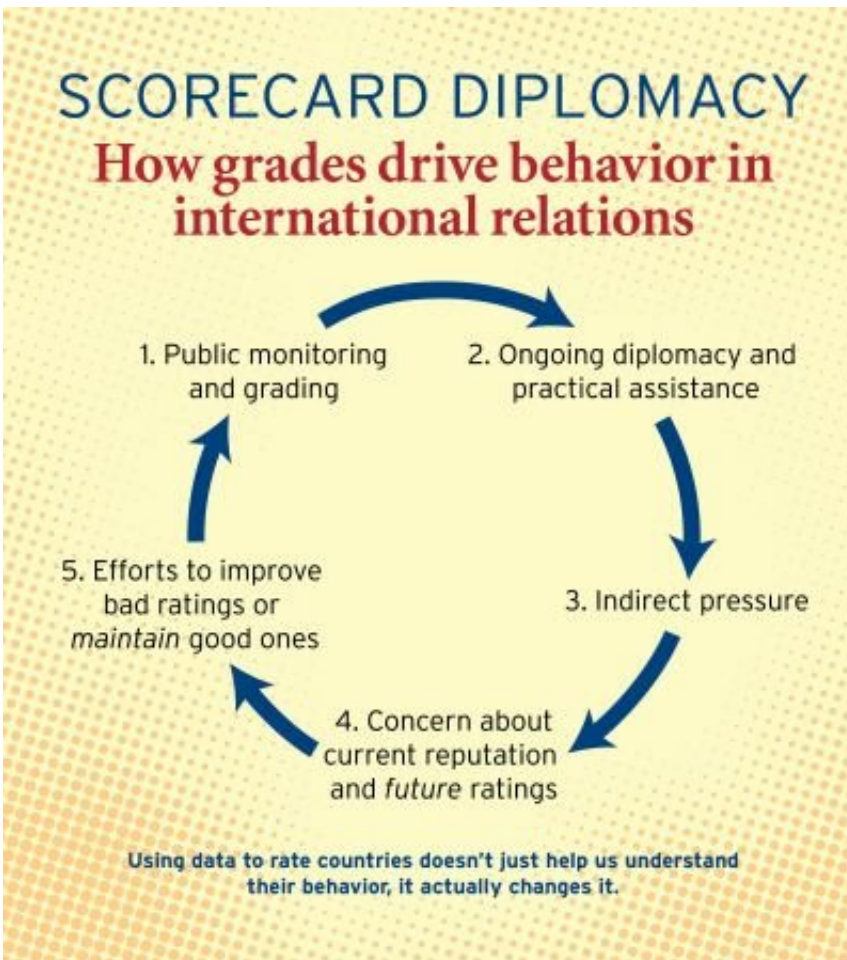 SCORECARD DIPLOMACY
How grades drive behavior in
international relations
1. Public monitoring
and grading
2. Ongoing diplomacy and
practical assistance
3. Indirect pressure
4. Concern about
current reputation
and future ratings
5. Efforts to improve
bad ratings or
maintain good ones
Using data to rate countries doesn't just help us understand
their behavior, it actually changes it.